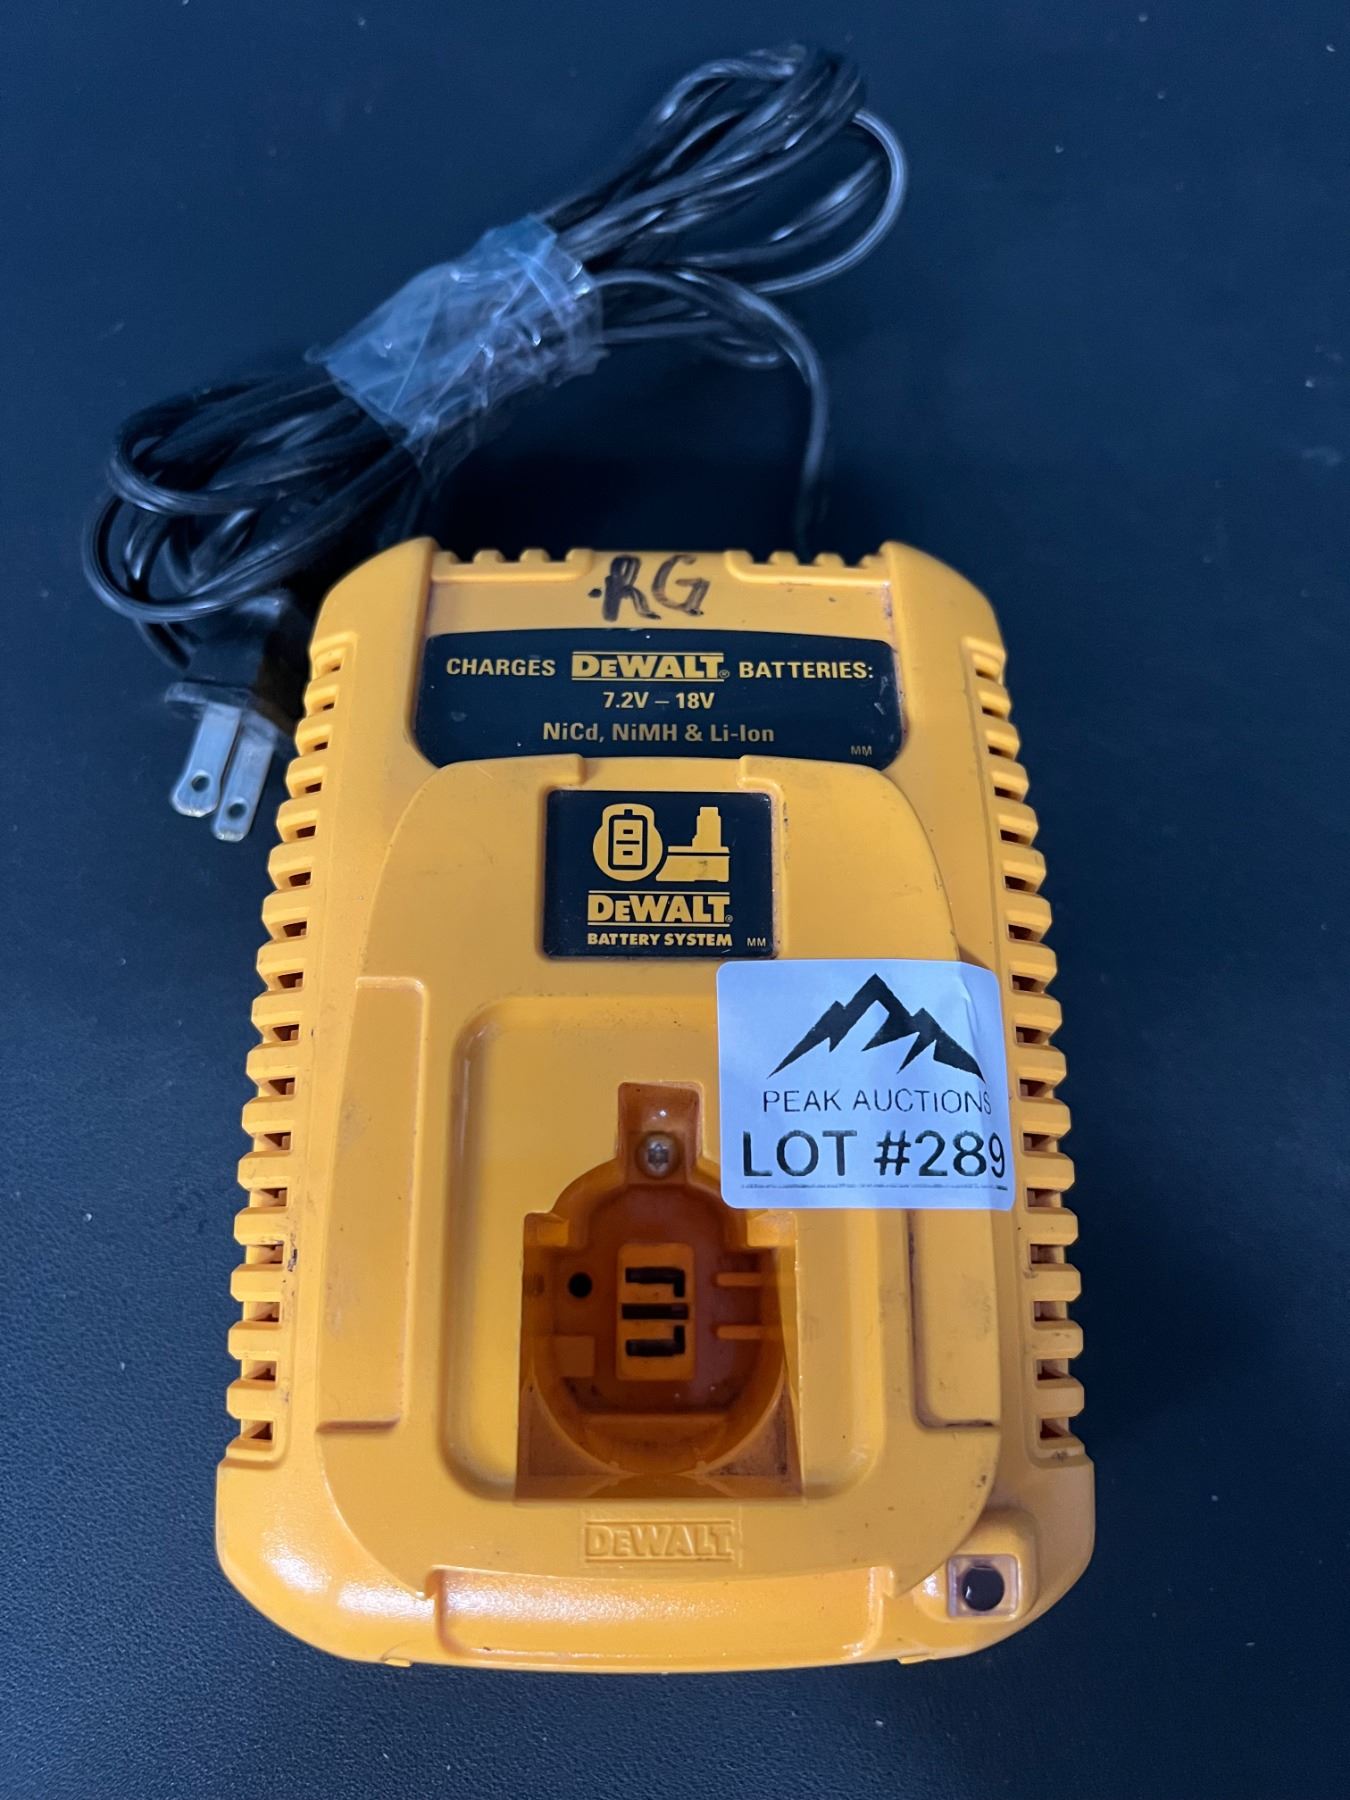 RG
CHARGES DEWALT® BATTERIES:
7.2V – 18V
NiCd, NiMH & Li-Ion
MM
DEWALT®
BATTERY SYSTEM MM
PEAK AUCTIONS
LOT #289
DEWALT